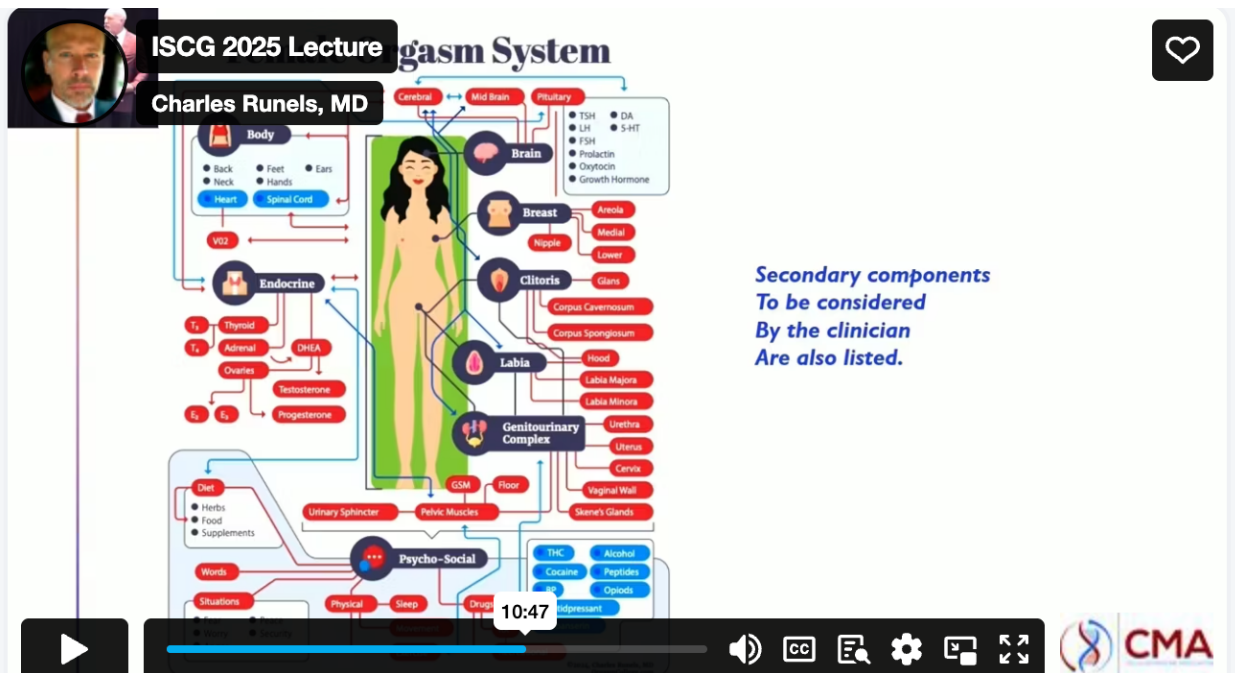 ISCG 2025 Lecture
Orgasm System
Charles Runels, MD
Cerebral
Mid Brain
Pituitary
TSH
DA
LH
5-HT
FSH
Prolactin
Oxytocin
Growth Hormone
Body
Back
Feet
Ears
Neck
Hands
Heart
Spinal Cord
V02
Brain
Breast
Areola
Medial
Nipple
Lower
Endocrine
Clitoris
Glans
Corpus Cavernosum
Corpus Spongiosum
Thyroid
Adrenal
DHEA
Ovaries
Testosterone
Progesterone
Labia
Hood
Labia Majora
Labia Minora
Genitourinary
Complex
Urethra
Uterus
Cervix
Vaginal Wall
Skene's Glands
GSM
Floor
Urinary Sphincter
Pelvic Muscles
Diet
Herbs
Food
Supplements
Psycho-Social
Words
Situations
Physical
Sleep
Drugs
THC
Alcohol
Cocaine
Peptides
BP
Opiods
tidpressant
Secondary components
To be considered
By the clinician
Are also listed.
10:47
CC
CMA